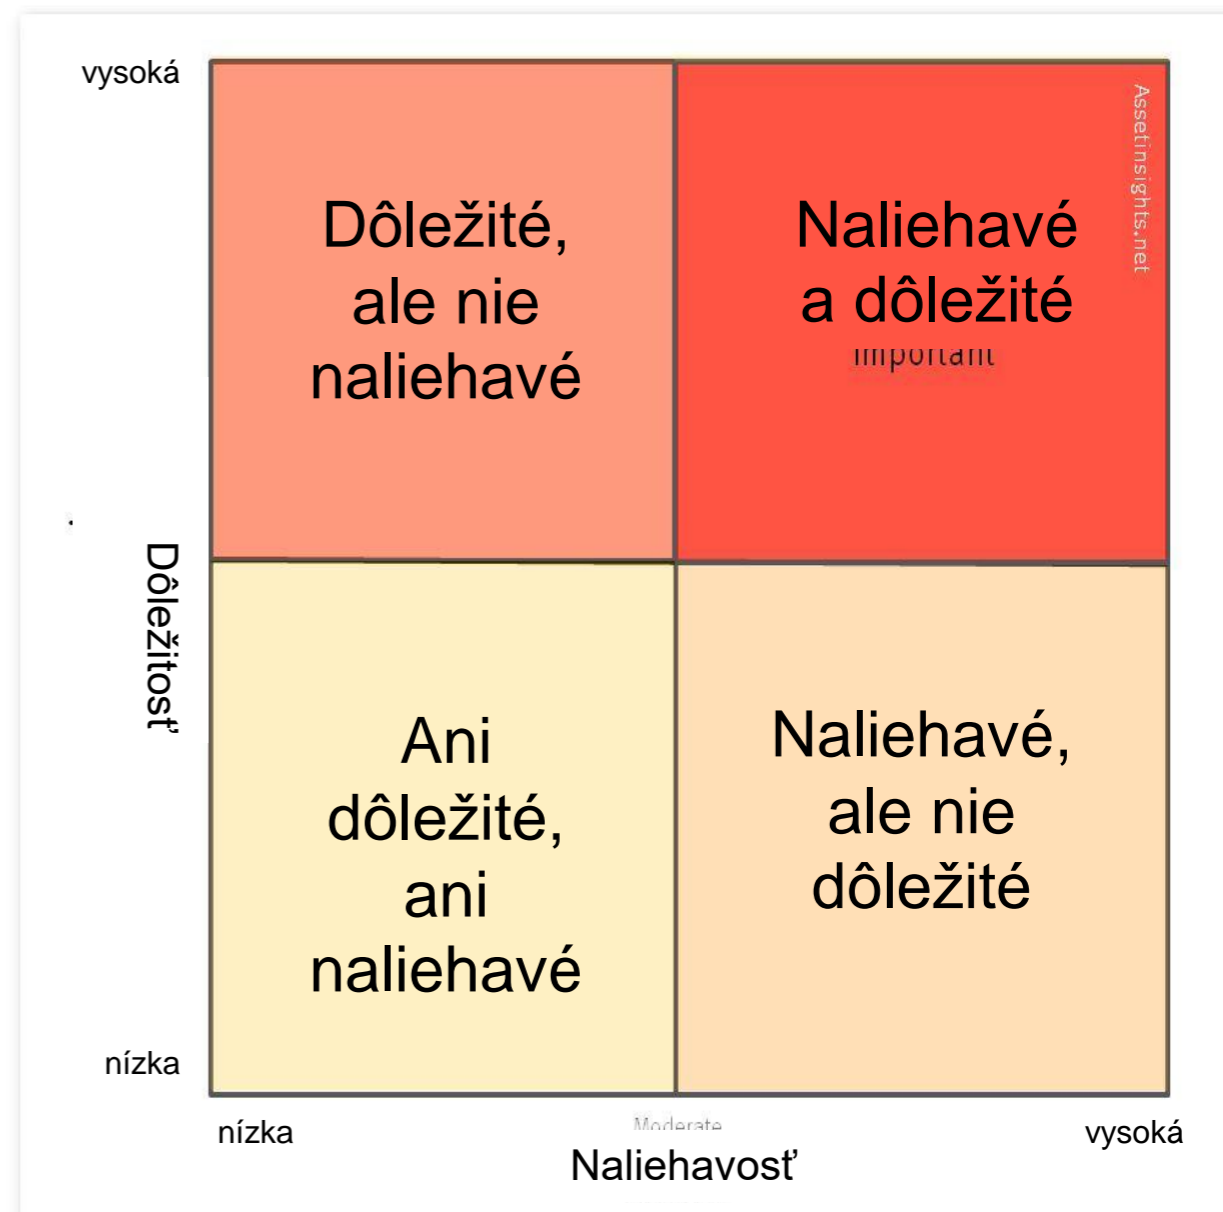 vysoká
Assetinsights.net
Dôležité,
ale nie
naliehavé
Naliehavé
a dôležité
important
Dôležitosť
Ani
dôležité,
ani
naliehavé
Naliehavé,
ale nie
dôležité
nízka
nízka
Moderate
vysoká
Naliehavosť